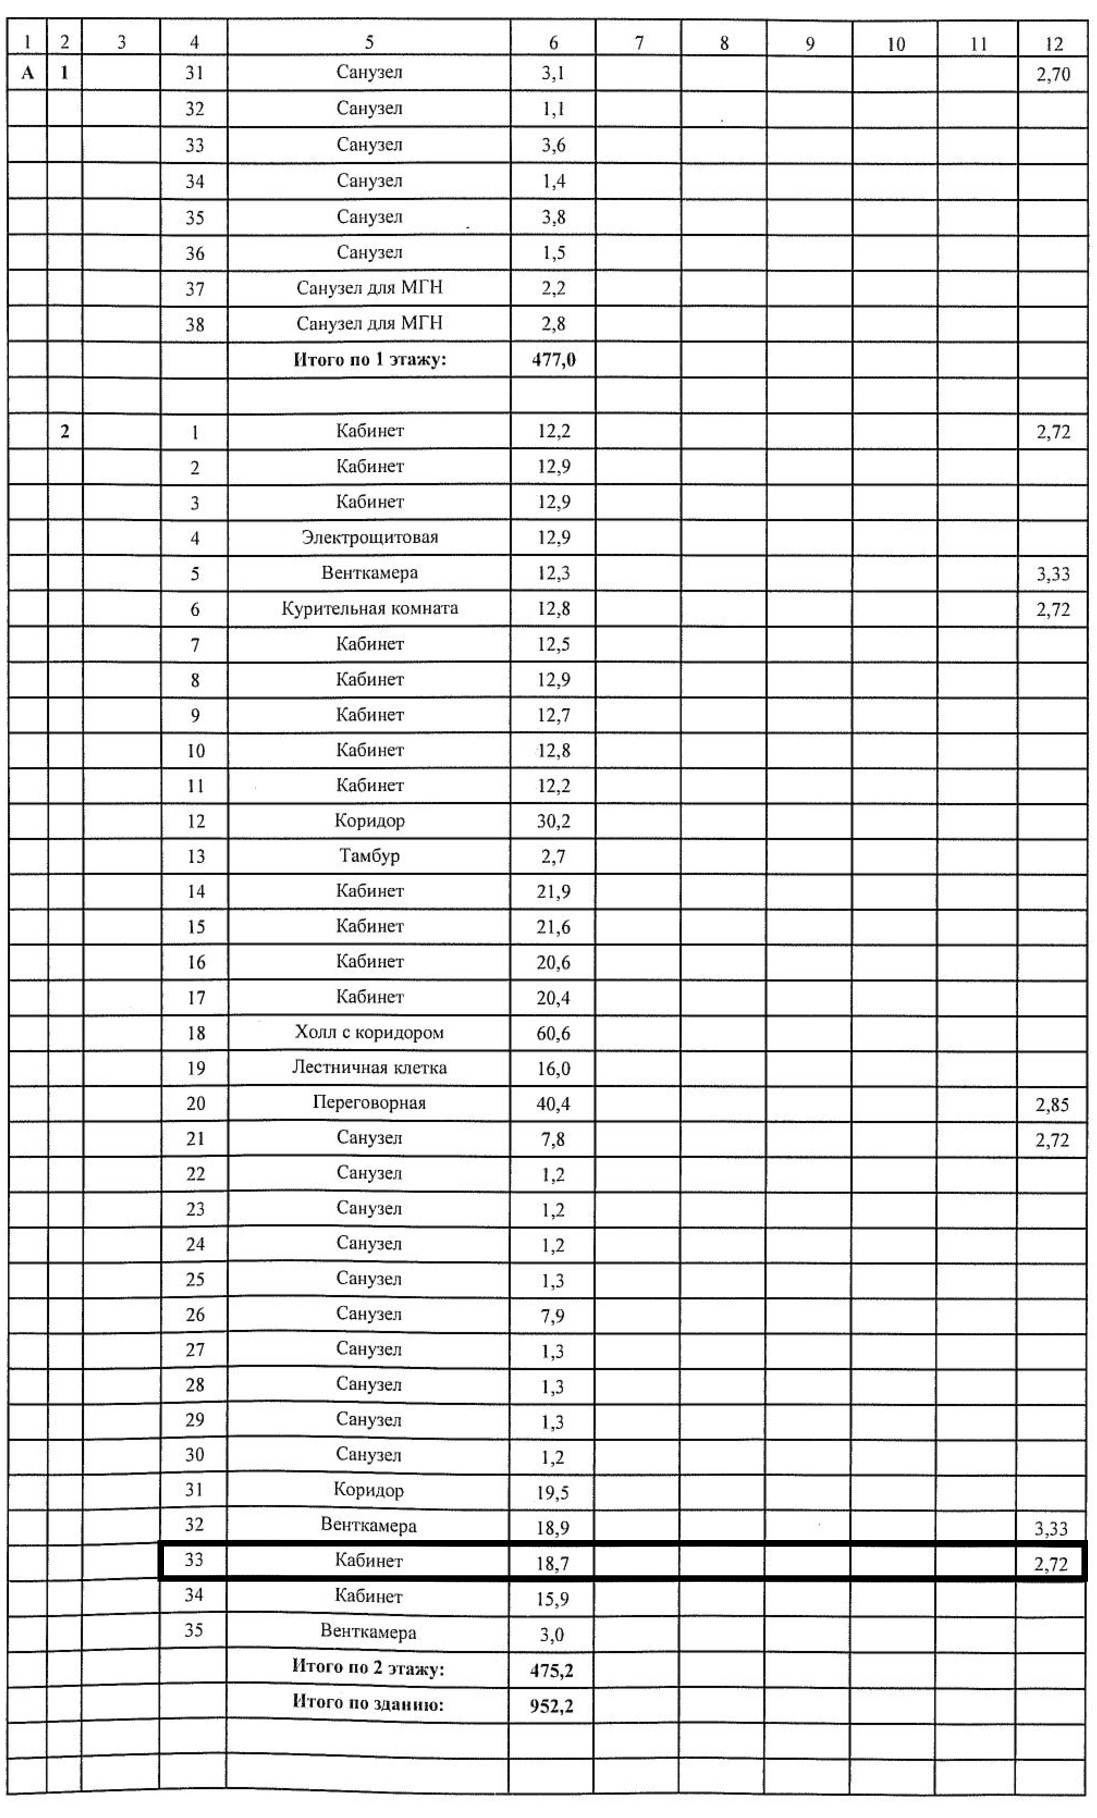 1 2 3 4 5 6 7 8 9 10 11 12
А 1 31 Санузел 3,1 2,70
32 Санузел 1,1
33 Санузел 3,6
34 Санузел 1,4
35 Санузел 3,8
36 Санузел 1,5
37 Санузел для МГН 2,2
38 Санузел для МГН 2,8
Итого по 1 этажу: 477,0
2 1 Кабинет 12,2 2,72
2 Кабинет 12,9
3 Кабинет 12,9
4 Электрощитовая 12,9
5 Венткамера 12,3 3,33
6 Курительная комната 12,8 2,72
7 Кабинет 12,5
8 Кабинет 12,9
9 Кабинет 12,7
10 Кабинет 12,8
11 Кабинет 12,2
12 Коридор 30,2
13 Тамбур 2,7
14 Кабинет 21,9
15 Кабинет 21,6
16 Кабинет 20,6
17 Кабинет 20,4
18 Холл с коридором 60,6
19 Лестничная клетка 16,0
20 Переговорная 40,4 2,85
21 Санузел 7,8 2,72
22 Санузел 1,2
23 Санузел 1,2
24 Санузел 1,2
25 Санузел 1,3
26 Санузел 7,9
27 Санузел 1,3
28 Санузел 1,3
29 Санузел 1,3
30 Санузел 1,2
31 Коридор 19,5
32 Венткамера 18,9 3,33
33 Кабинет 18,7 2,72
34 Кабинет 15,9
35 Венткамера 3,0
Итого по 2 этажу: 475,2
Итого по зданию: 952,2